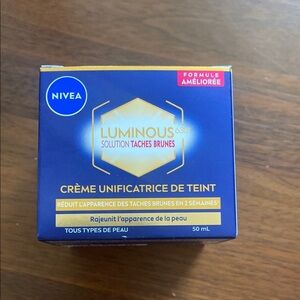 FORMULE
AMÉLIORÉE
NIVEA
LUMINOUS630
SOLUTION TACHES BRUNES
CRÈME UNIFICATRICE DE TEINT
RÉDUIT L'APPARENCE DES TACHES BRUNES EN 2 SEMAINES
Rajeunit l'apparence de la peau
TOUS TYPES DE PEAU 50 mL